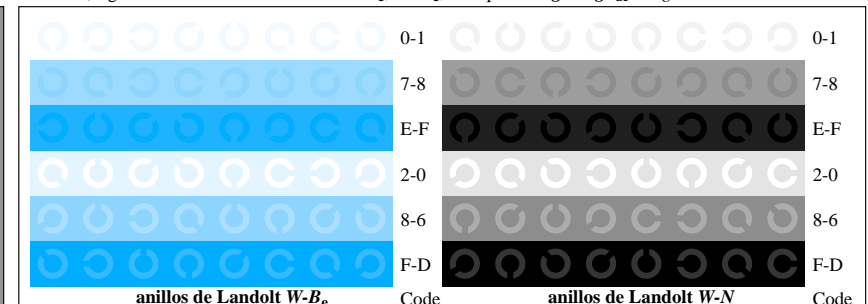 0-1 0-1
7-8 7-8
E-F E-F
2-0 2-0
8-6 8-6
F-D F-D
anillos de Landolt W-Be Code anillos de Landolt W-N Code